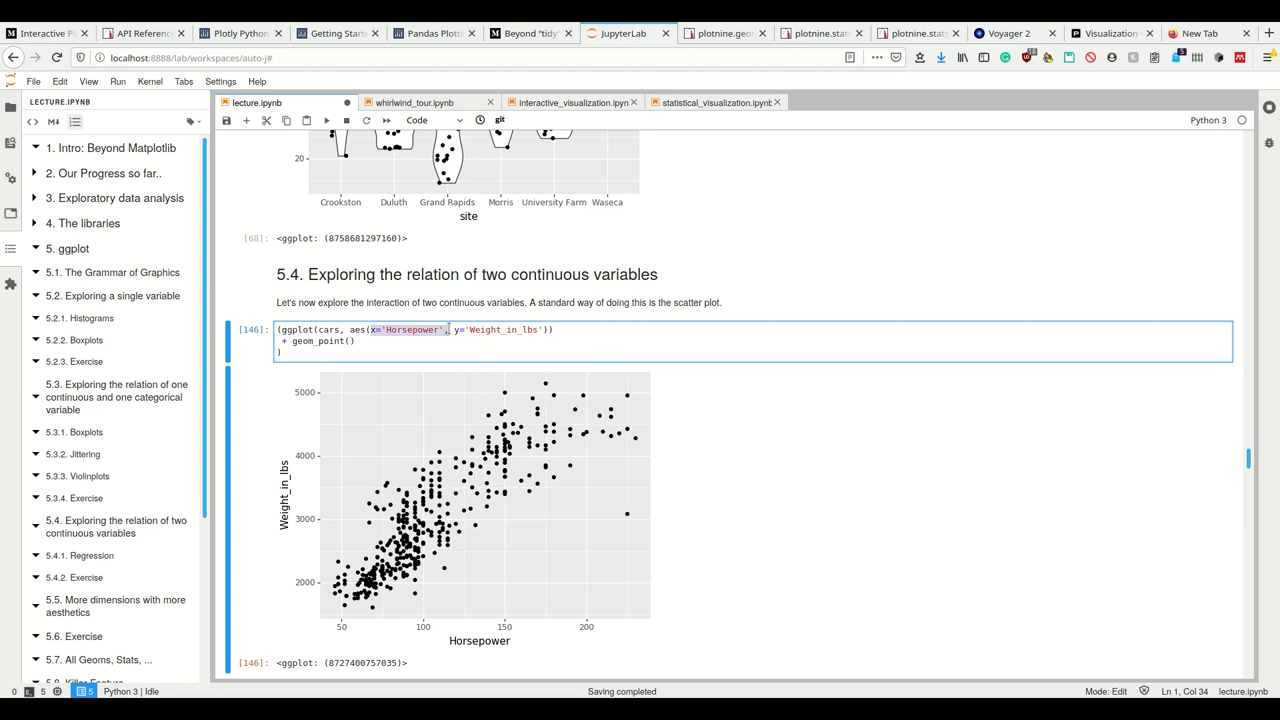 Interactive Pl
API Reference
Plotly Python
Getting Starte
Pandas Plotti
Beyond "tidy
JupyterLab
plotnine.geor
plotnine.stats
plotnine.stats
Voyager 2
Visualization
New Tab
localhost:8888/lab/workspaces/auto-j#
File Edit View Run Kernel Tabs Settings Help
LECTURE.IPYNB
lecture.ipynb
whirlwind_tour.ipynb
interactive_visualization.ipyn
statistical_visualization.ipynb
Code
git
Python 3
1. Intro: Beyond Matplotlib
2. Our Progress so far..
3. Exploratory data analysis
4. The libraries
5. ggplot
5.1. The Grammar of Graphics
5.2. Exploring a single variable
5.2.1. Histograms
5.2.2. Boxplots
5.2.3. Exercise
5.3. Exploring the relation of one
continuous and one categorical
variable
5.3.1. Boxplots
5.3.2. Jittering
5.3.3. Violinplots
5.3.4. Exercise
5.4. Exploring the relation of two
continuous variables
5.4.1. Regression
5.4.2. Exercise
5.5. More dimensions with more
aesthetics
5.6. Exercise
5.7. All Geoms, Stats, ...
5.8. Killer Feature
20
Crookston Duluth Grand Rapids Morris University Farm Waseca
site
[68]: <ggplot: (8758681297160)>
5.4. Exploring the relation of two continuous variables
Let's now explore the interaction of two continuous variables. A standard way of doing this is the scatter plot.
[146]: (ggplot(cars, aes(x='Horsepower', y='Weight_in_lbs'))
+ geom_point()
)
5000
4000
3000
2000
Weight_in_lbs
50 100 150 200
Horsepower
[146]: <ggplot: (8727400757035)>
0 5 5 Python 3 | Idle
Saving completed
Mode: Edit Ln 1, Col 34 lecture.ipynb